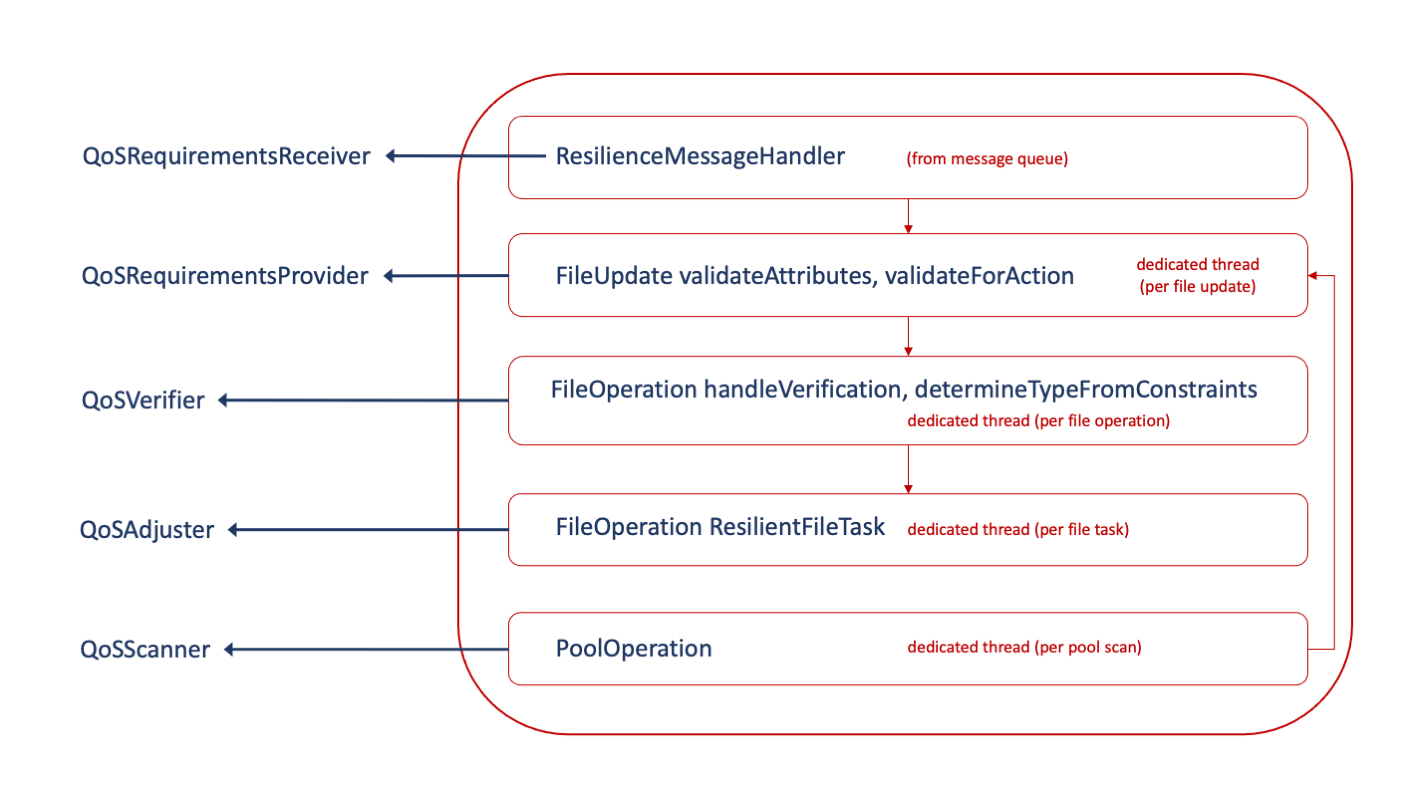 QoSRequirementsReceiver
ResilienceMessageHandler
(from message queue)
QoSRequirementsProvider
FileUpdate validateAttributes, validateForAction
dedicated thread
(per file update)
QoSVerifier
FileOperation handleVerification, determineTypeFromConstraints
dedicated thread (per file operation)
QoSAdjuster
FileOperation ResilientFileTask
dedicated thread (per file task)
QoSScanner
PoolOperation
dedicated thread (per pool scan)